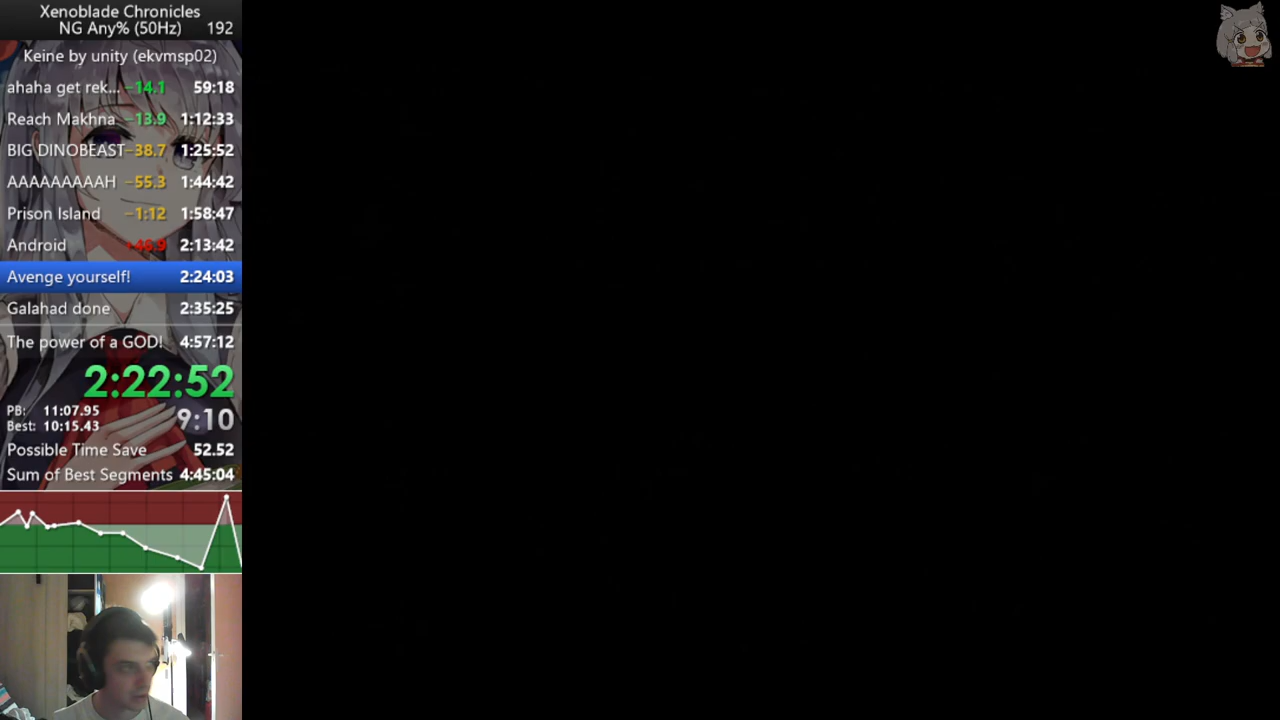 Xenoblade Chronicles
NG Any% (50Hz) 192
Keine by unity (ekvmsp02)
ahaha get rek... −14.1 59:18
Reach Makhna −13.9 1:12:33
BIG DINOBEAST −38.7 1:25:52
AAAAAAAAAH −55.3 1:44:42
Prison Island −1:12 1:58:47
Android +46.9 2:13:42
Avenge yourself! 2:24:03
Galahad done 2:35:25
The power of a GOD! 4:57:12
2:22:52
PB: 11:07.95
Best: 10:15.43
9:10
Possible Time Save 52.52
Sum of Best Segments 4:45:04